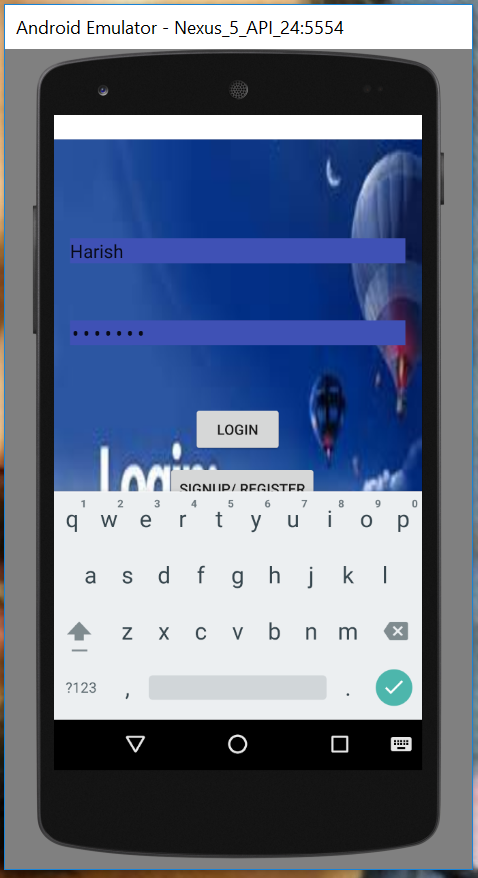 Android Emulator - Nexus_5_API_24:5554
Harish
•••••••
LOGIN
Login
SIGNUP/ REGISTER
1 2 3 4 5 6 7 8 9 0
q w e r t y u i o p
a s d f g h j k l
z x c v b n m
?123 , .